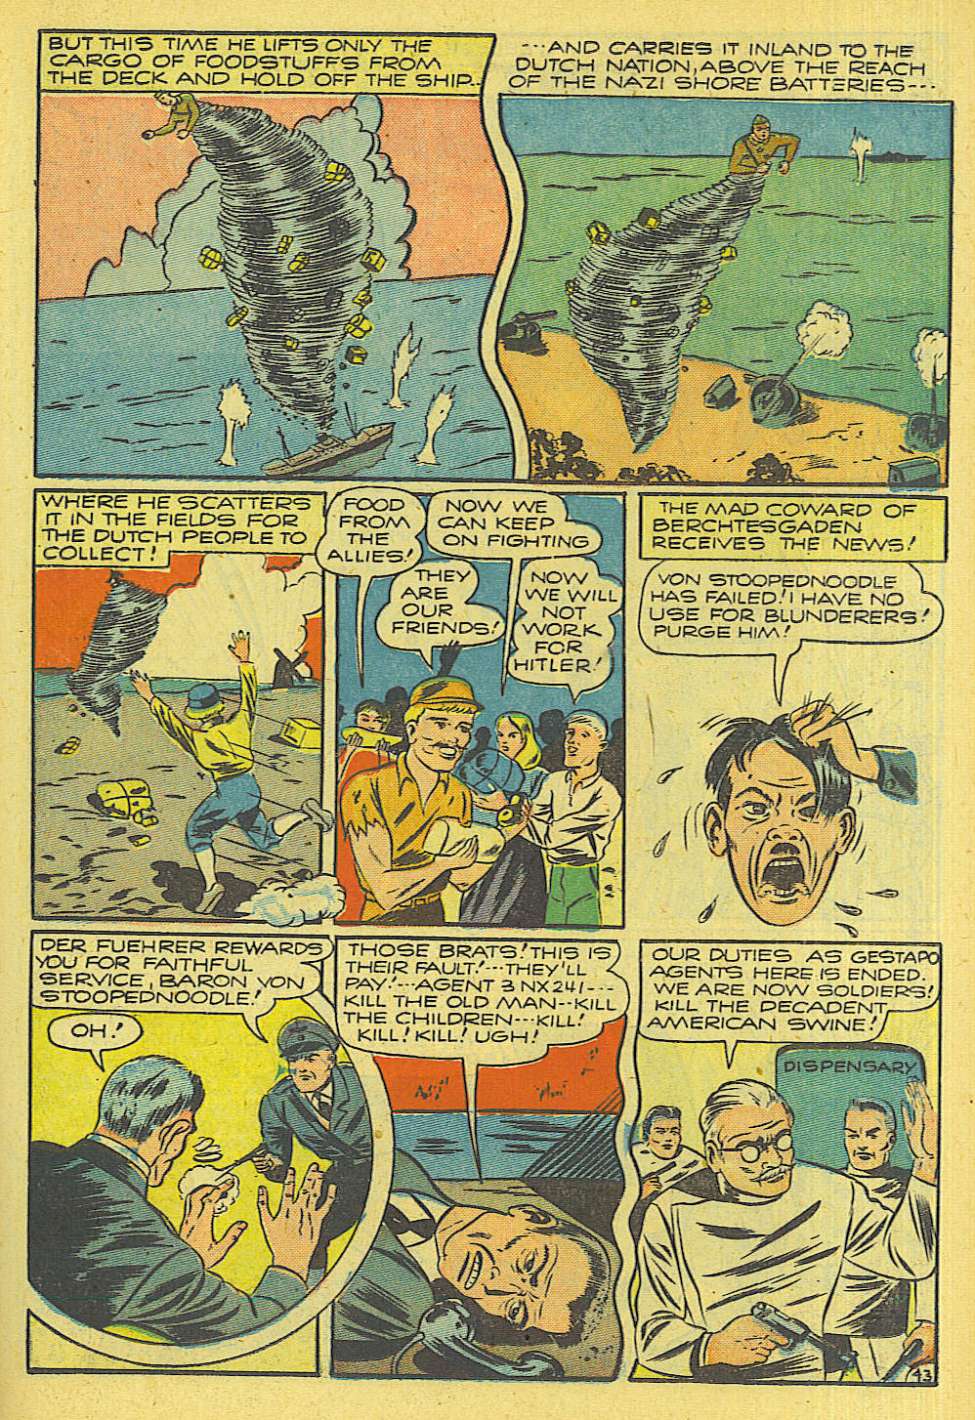 BUT THIS TIME HE LIFTS ONLY THE
CARGO OF FOODSTUFFS FROM
THE DECK AND HOLD OFF THE SHIP...
---AND CARRIES IT INLAND TO THE
DUTCH NATION, ABOVE THE REACH
OF THE NAZI SHORE BATTERIES---
WHERE HE SCATTERS
IT IN THE FIELDS FOR
THE DUTCH PEOPLE TO
COLLECT!
FOOD
FROM
THE
ALLIES!
NOW WE
CAN KEEP
ON FIGHTING
THEY
ARE
OUR
FRIENDS!
NOW
WE WILL
NOT
WORK
FOR
HITLER!
THE MAD COWARD OF
BERCHTESGADEN
RECEIVES THE NEWS!
VON STOOPEDNOODLE
HAS FAILED! I HAVE NO
USE FOR BLUNDERERS!
PURGE HIM!
DER FUEHRER REWARDS
YOU FOR FAITHFUL
SERVICE, BARON VON
STOOPEDNOODLE!
OH!
THOSE BRATS! THIS IS
THEIR FAULT!---THEY'LL
PAY!---AGENT 3NX241---
KILL THE OLD MAN--KILL
THE CHILDREN---KILL!
KILL! KILL! UGH!
OUR DUTIES AS GESTAPO
AGENTS HERE IS ENDED.
WE ARE NOW SOLDIERS!
KILL THE DECADENT
AMERICAN SWINE!
DISPENSARY
43